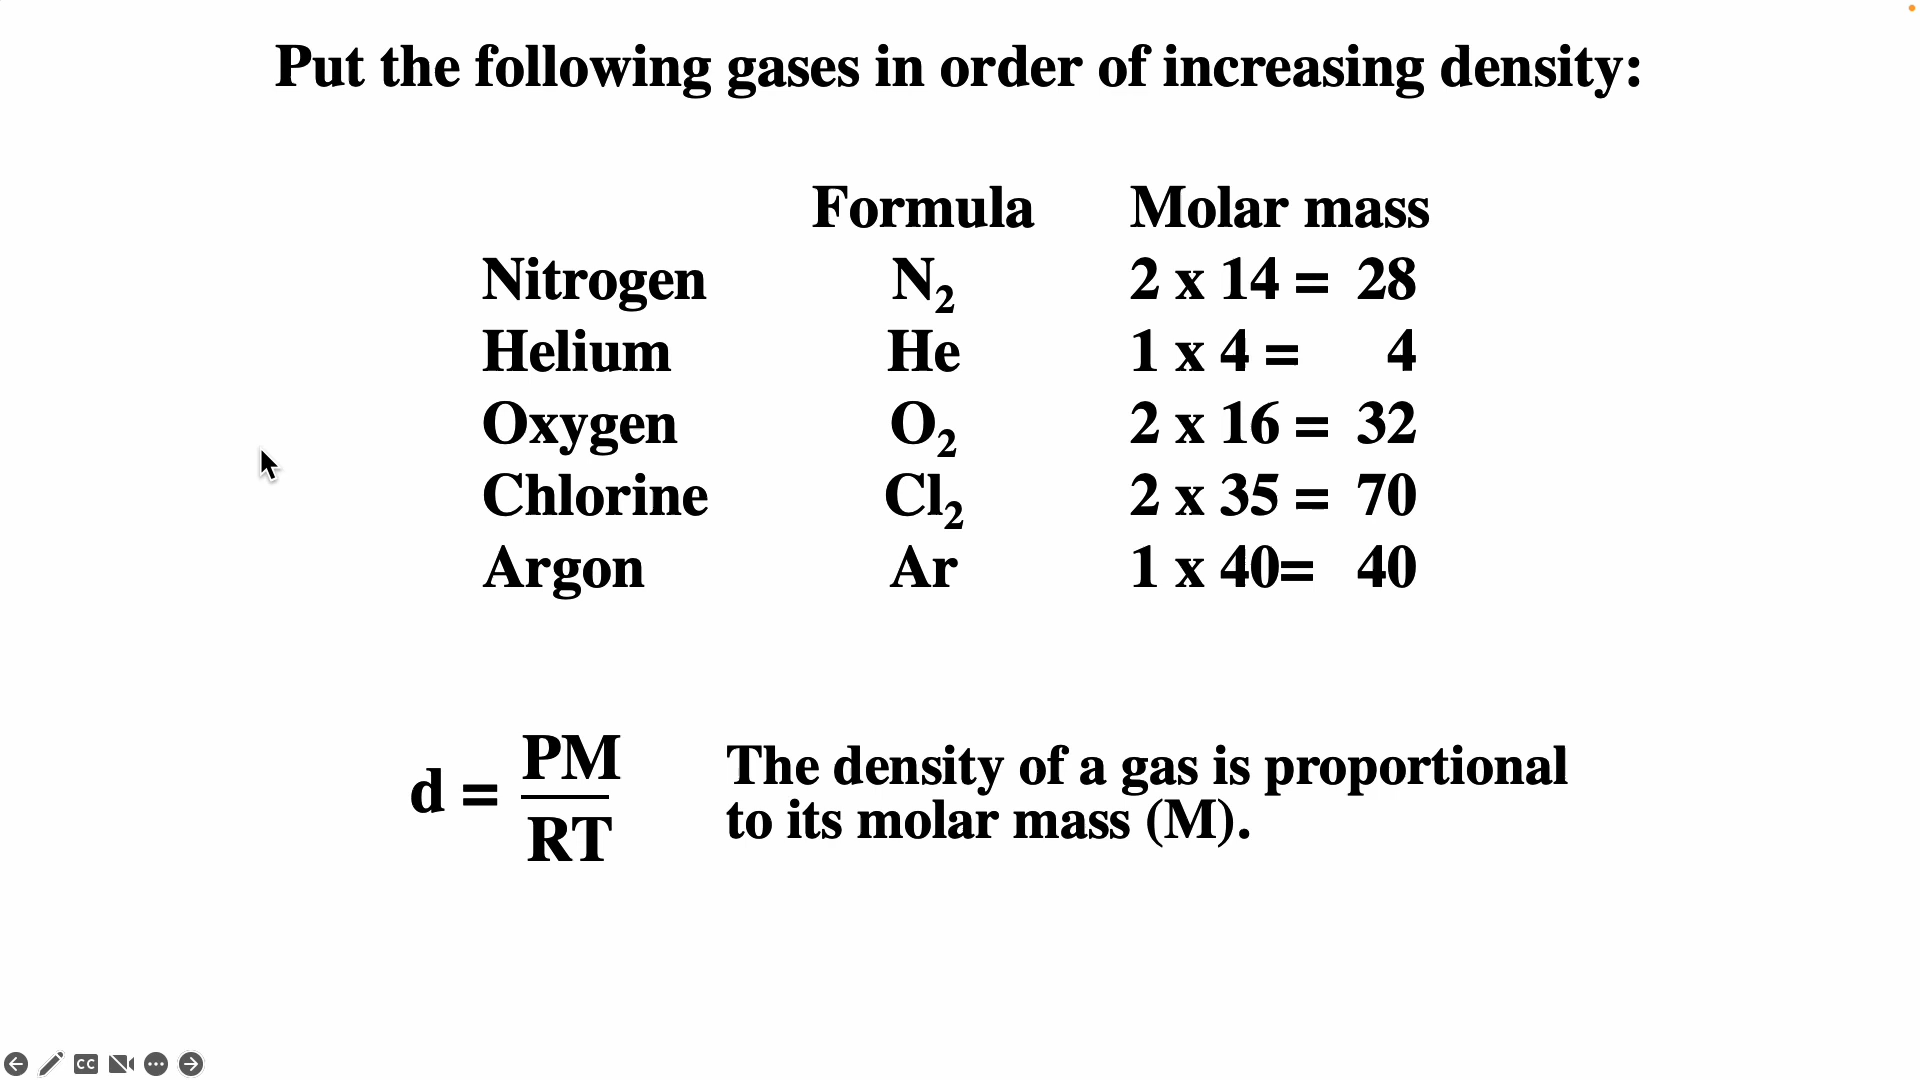 Put the following gases in order of increasing density:
Formula Molar mass
Nitrogen N₂ 2 x 14 = 28
Helium He 1 x 4 = 4
Oxygen O₂ 2 x 16 = 32
Chlorine Cl₂ 2 x 35 = 70
Argon Ar 1 x 40= 40
d = PM
RT
The density of a gas is proportional
to its molar mass (M).
CC